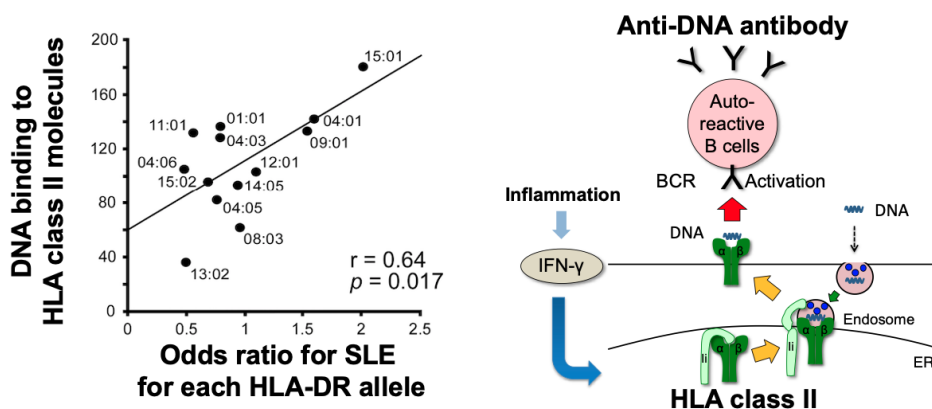 DNA binding to
HLA class II molecules
200
160
120
80
40
0
0
0.5
1
1.5
2
2.5
15:01
01:01
11:01
04:03
04:01
09:01
04:06
12:01
15:02
14:05
04:05
08:03
13:02
r = 0.64
p = 0.017
Odds ratio for SLE
for each HLA-DR allele
Anti-DNA antibody
Auto-
reactive
B cells
BCR
Activation
Inflammation
DNA
DNA
α β
IFN-γ
Endosome
Ii
α β
Ii
α β
ER
HLA class II